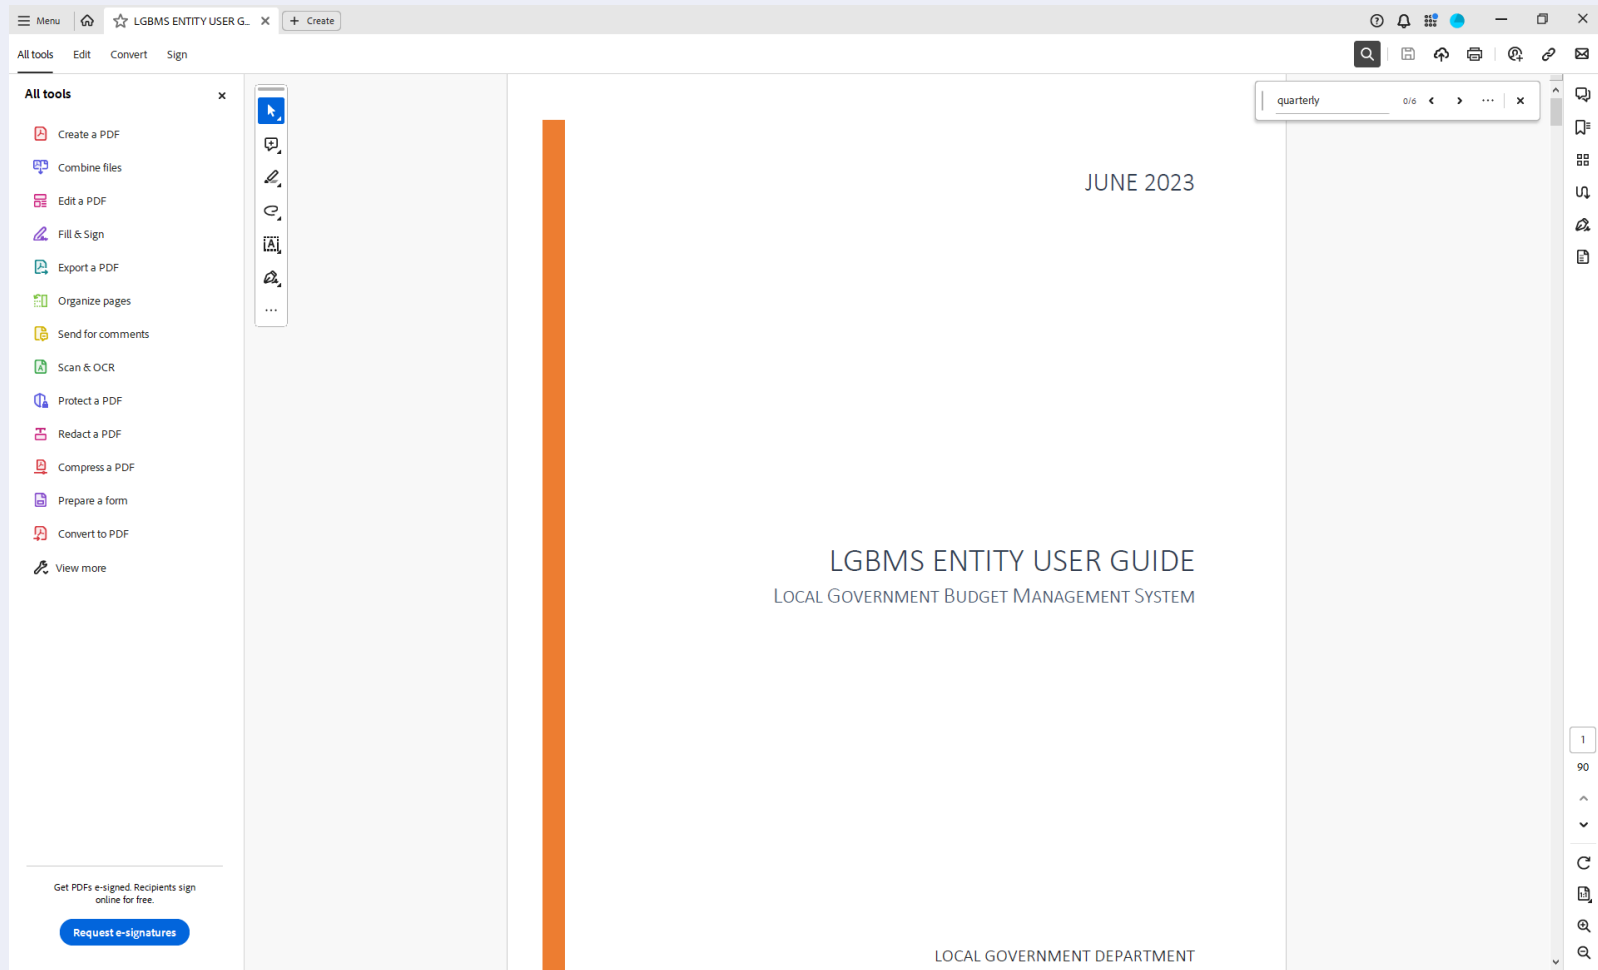 Menu
LGBMS ENTITY USER G...
Create
All tools
Edit
Convert
Sign
All tools
Create a PDF
Combine files
Edit a PDF
Fill & Sign
Export a PDF
Organize pages
Send for comments
Scan & OCR
Protect a PDF
Redact a PDF
Compress a PDF
Prepare a form
Convert to PDF
View more
Get PDFs e-signed. Recipients sign
online for free.
Request e-signatures
quarterly
0/6
JUNE 2023
LGBMS ENTITY USER GUIDE
LOCAL GOVERNMENT BUDGET MANAGEMENT SYSTEM
LOCAL GOVERNMENT DEPARTMENT
1
90